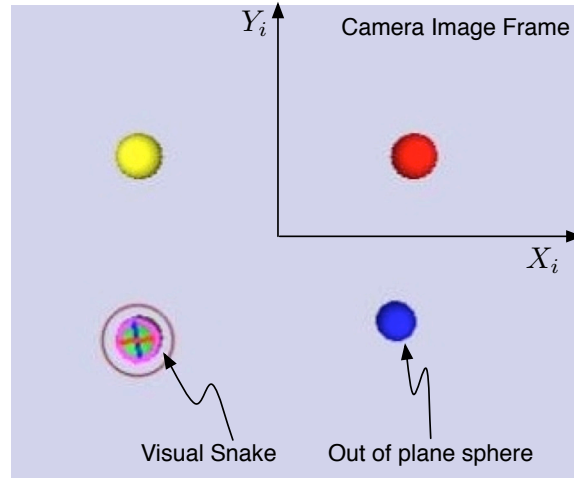 Y_i
Camera Image Frame
X_i
Visual Snake
Out of plane sphere